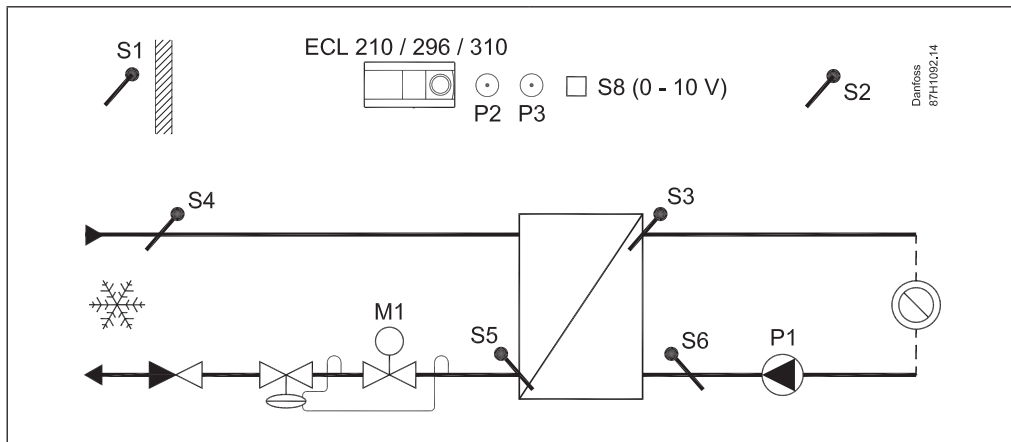 S1
ECL 210 / 296 / 310
P2
P3
S8 (0 - 10 V)
S2
Danfoss
87H1092.14
S4
S3
M1
S5
S6
P1